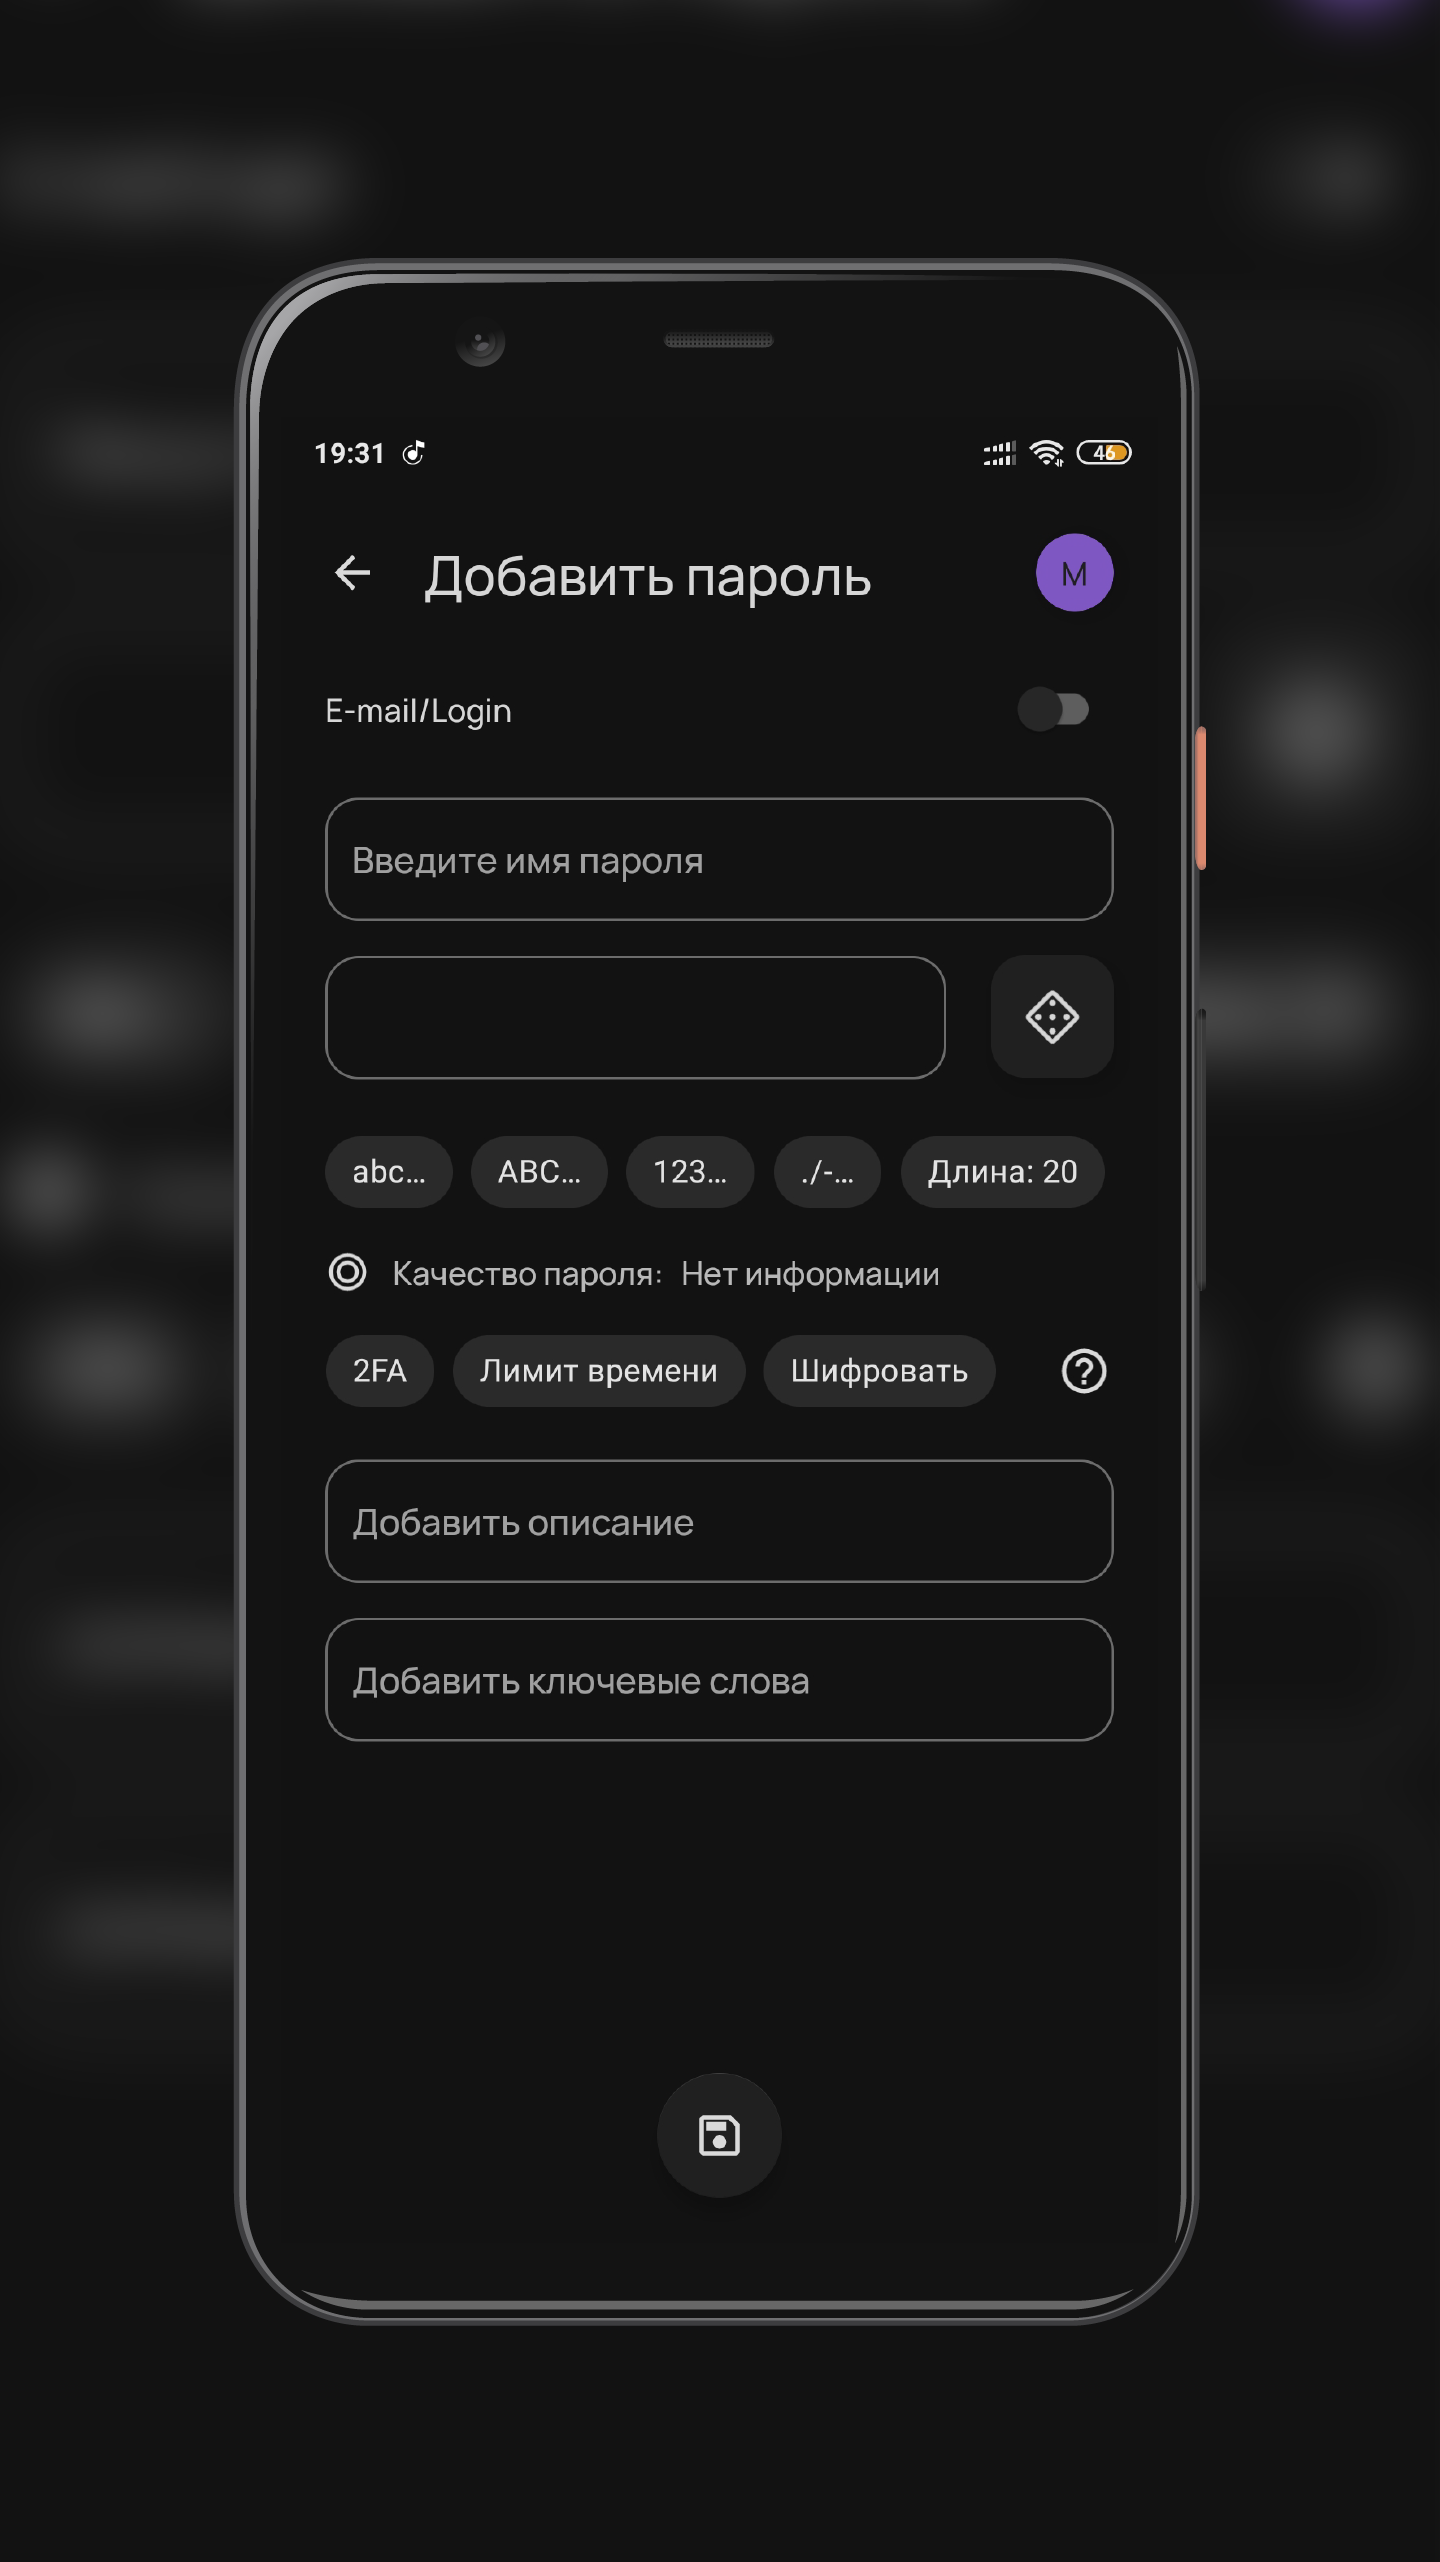 19:31
46
Добавить пароль
M
E-mail/Login
Введите имя пароля
abc...
ABC...
123...
./-...
Длина: 20
Качество пароля: Нет информации
2FA
Лимит времени
Шифровать
?
Добавить описание
Добавить ключевые слова